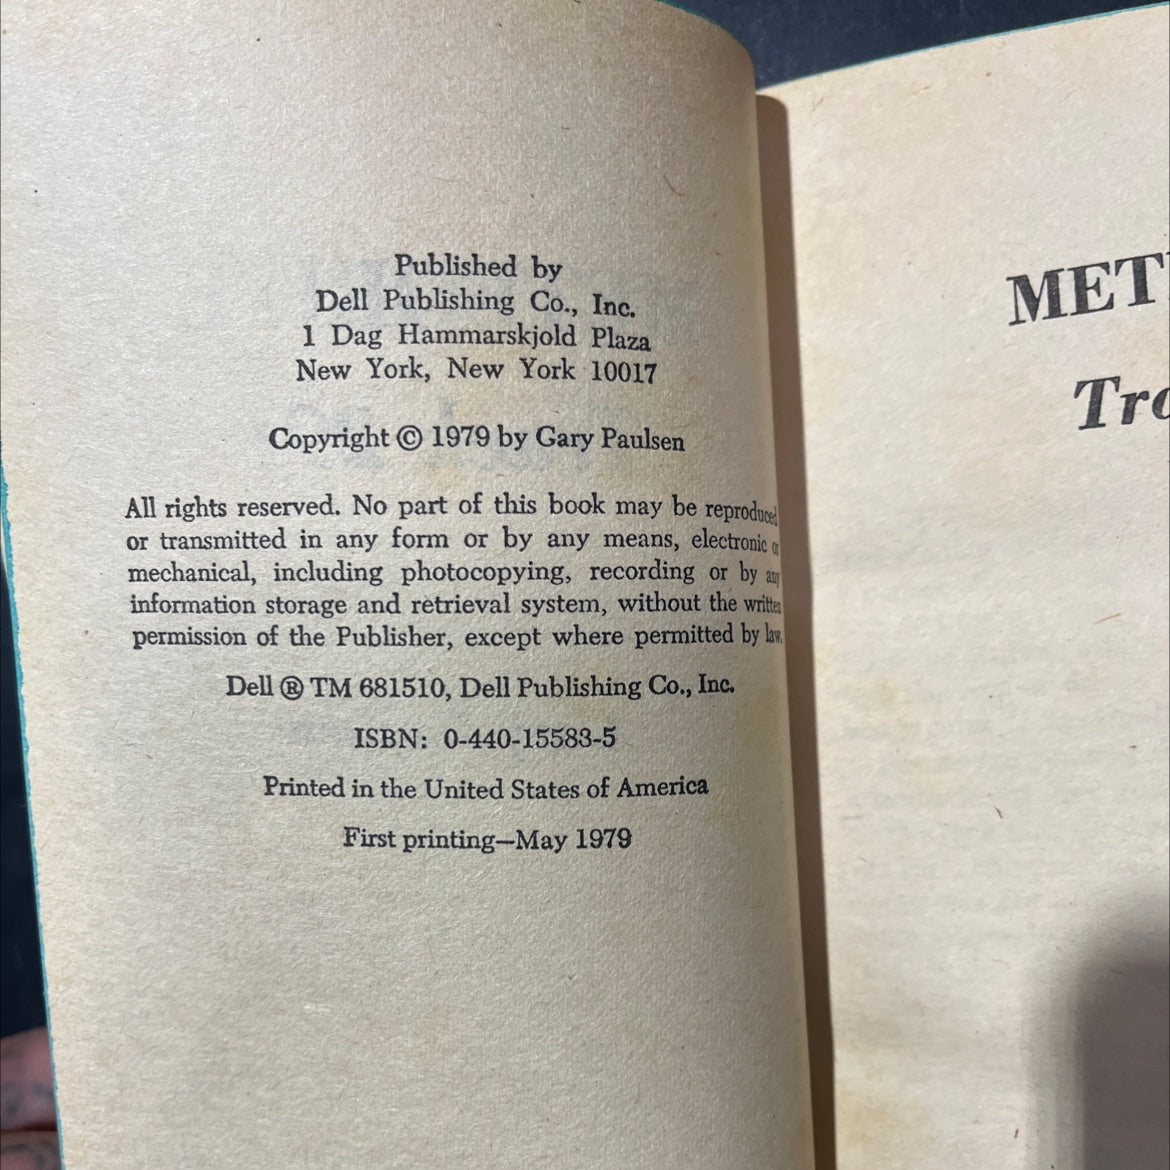 Published by
Dell Publishing Co., Inc.
1 Dag Hammarskjold Plaza
New York, New York 10017
Copyright © 1979 by Gary Paulsen
All rights reserved. No part of this book may be reproduced
or transmitted in any form or by any means, electronic or
mechanical, including photocopying, recording or by any
information storage and retrieval system, without the written
permission of the Publisher, except where permitted by law.
Dell ® TM 681510, Dell Publishing Co., Inc.
ISBN: 0-440-15583-5
Printed in the United States of America
First printing—May 1979